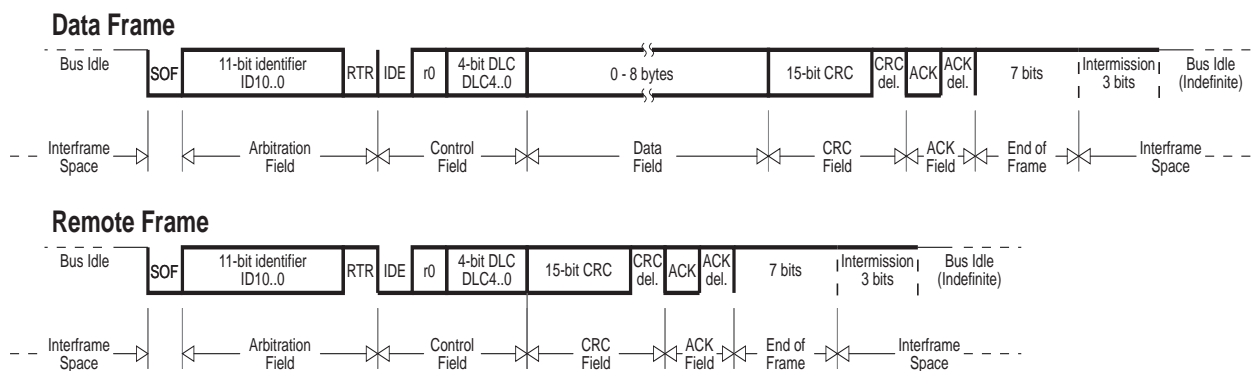 Data Frame
Bus Idle
SOF
11-bit identifier
ID10..0
RTR
IDE
r0
4-bit DLC
DLC4..0
0 - 8 bytes
15-bit CRC
CRC
del.
ACK
ACK
del.
7 bits
Intermission
3 bits
Bus Idle
(Indefinite)
Interframe
Space
Arbitration
Field
Control
Field
Data
Field
CRC
Field
ACK
Field
End of
Frame
Interframe
Space
Remote Frame
Bus Idle
SOF
11-bit identifier
ID10..0
RTR
IDE
r0
4-bit DLC
DLC4..0
15-bit CRC
CRC
del.
ACK
ACK
del.
7 bits
Intermission
3 bits
Bus Idle
(Indefinite)
Interframe
Space
Arbitration
Field
Control
Field
CRC
Field
ACK
Field
End of
Frame
Interframe
Space